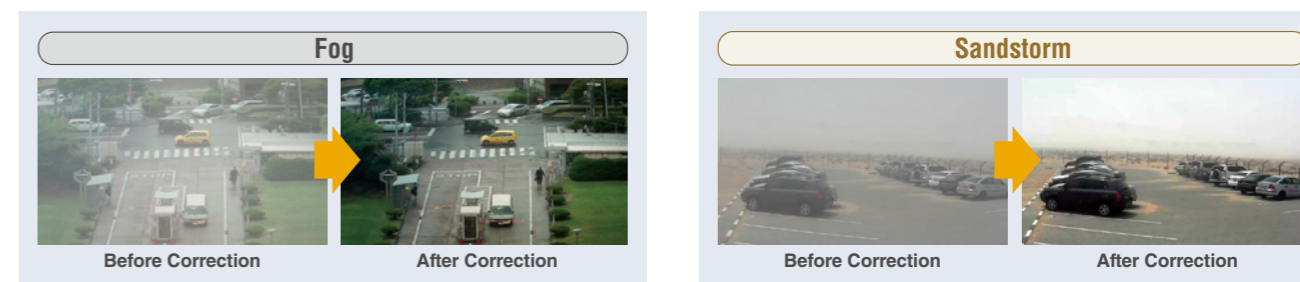 Fog
Before Correction
After Correction
Sandstorm
Before Correction
After Correction